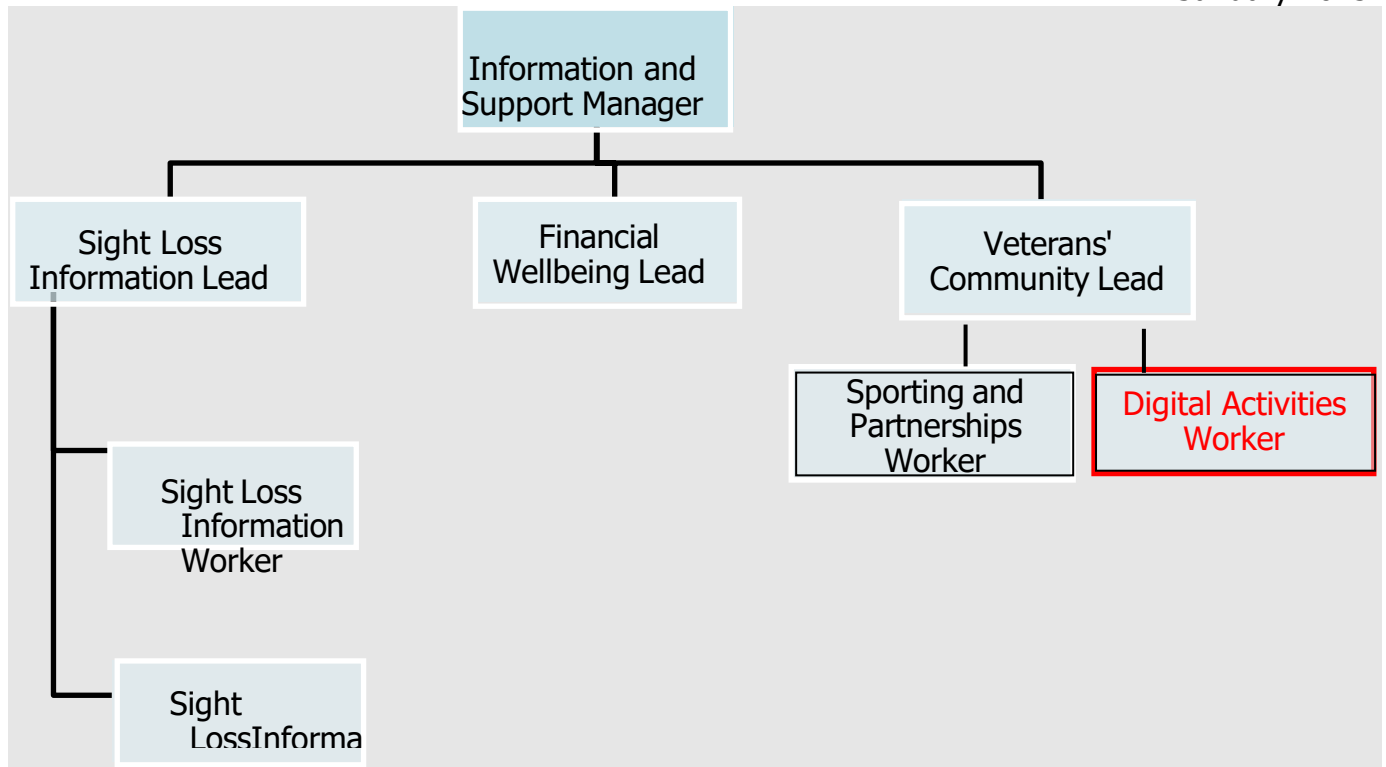 Information and
Support Manager
Sight Loss
Information Lead
Financial
Wellbeing Lead
Veterans'
Community Lead
Sporting and
Partnerships
Worker
Digital Activities
Worker
Sight Loss
Information
Worker
Sight
LossInforma